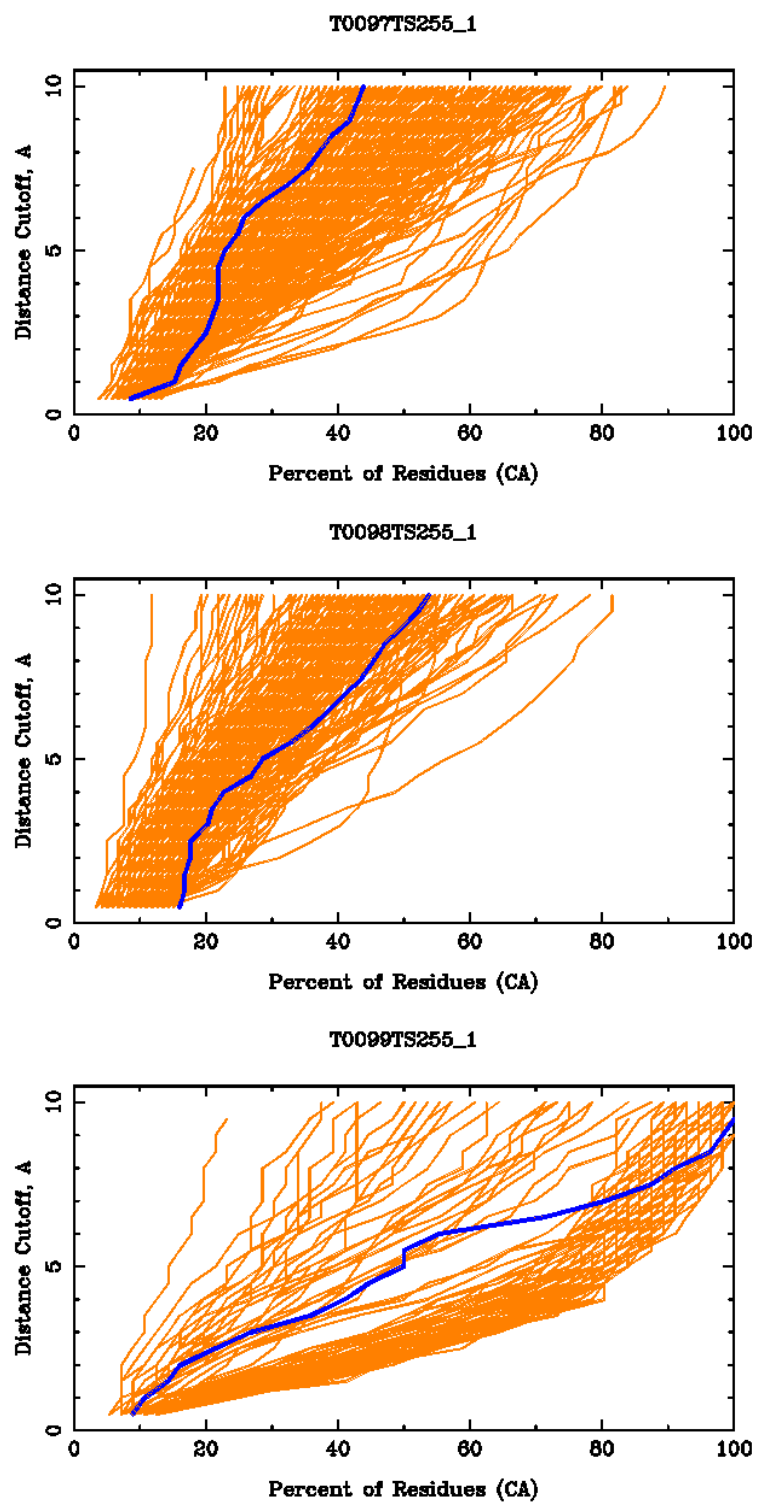 T0097TS255_1
10
5
0
Distance Cutoff, A
0 20 40 60 80 100
Percent of Residues (CA)
T0098TS255_1
10
5
0
Distance Cutoff, A
0 20 40 60 80 100
Percent of Residues (CA)
T0099TS255_1
10
5
0
Distance Cutoff, A
0 20 40 60 80 100
Percent of Residues (CA)